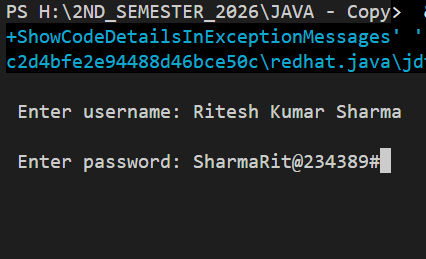 PS H:\2ND_SEMESTER_2026\JAVA - Copy>
+ShowCodeDetailsInExceptionMessages' '
c2d4bfe2e94488d46bce50c\redhat.java\jd
Enter username: Ritesh Kumar Sharma
Enter password: SharmaRit@234389#